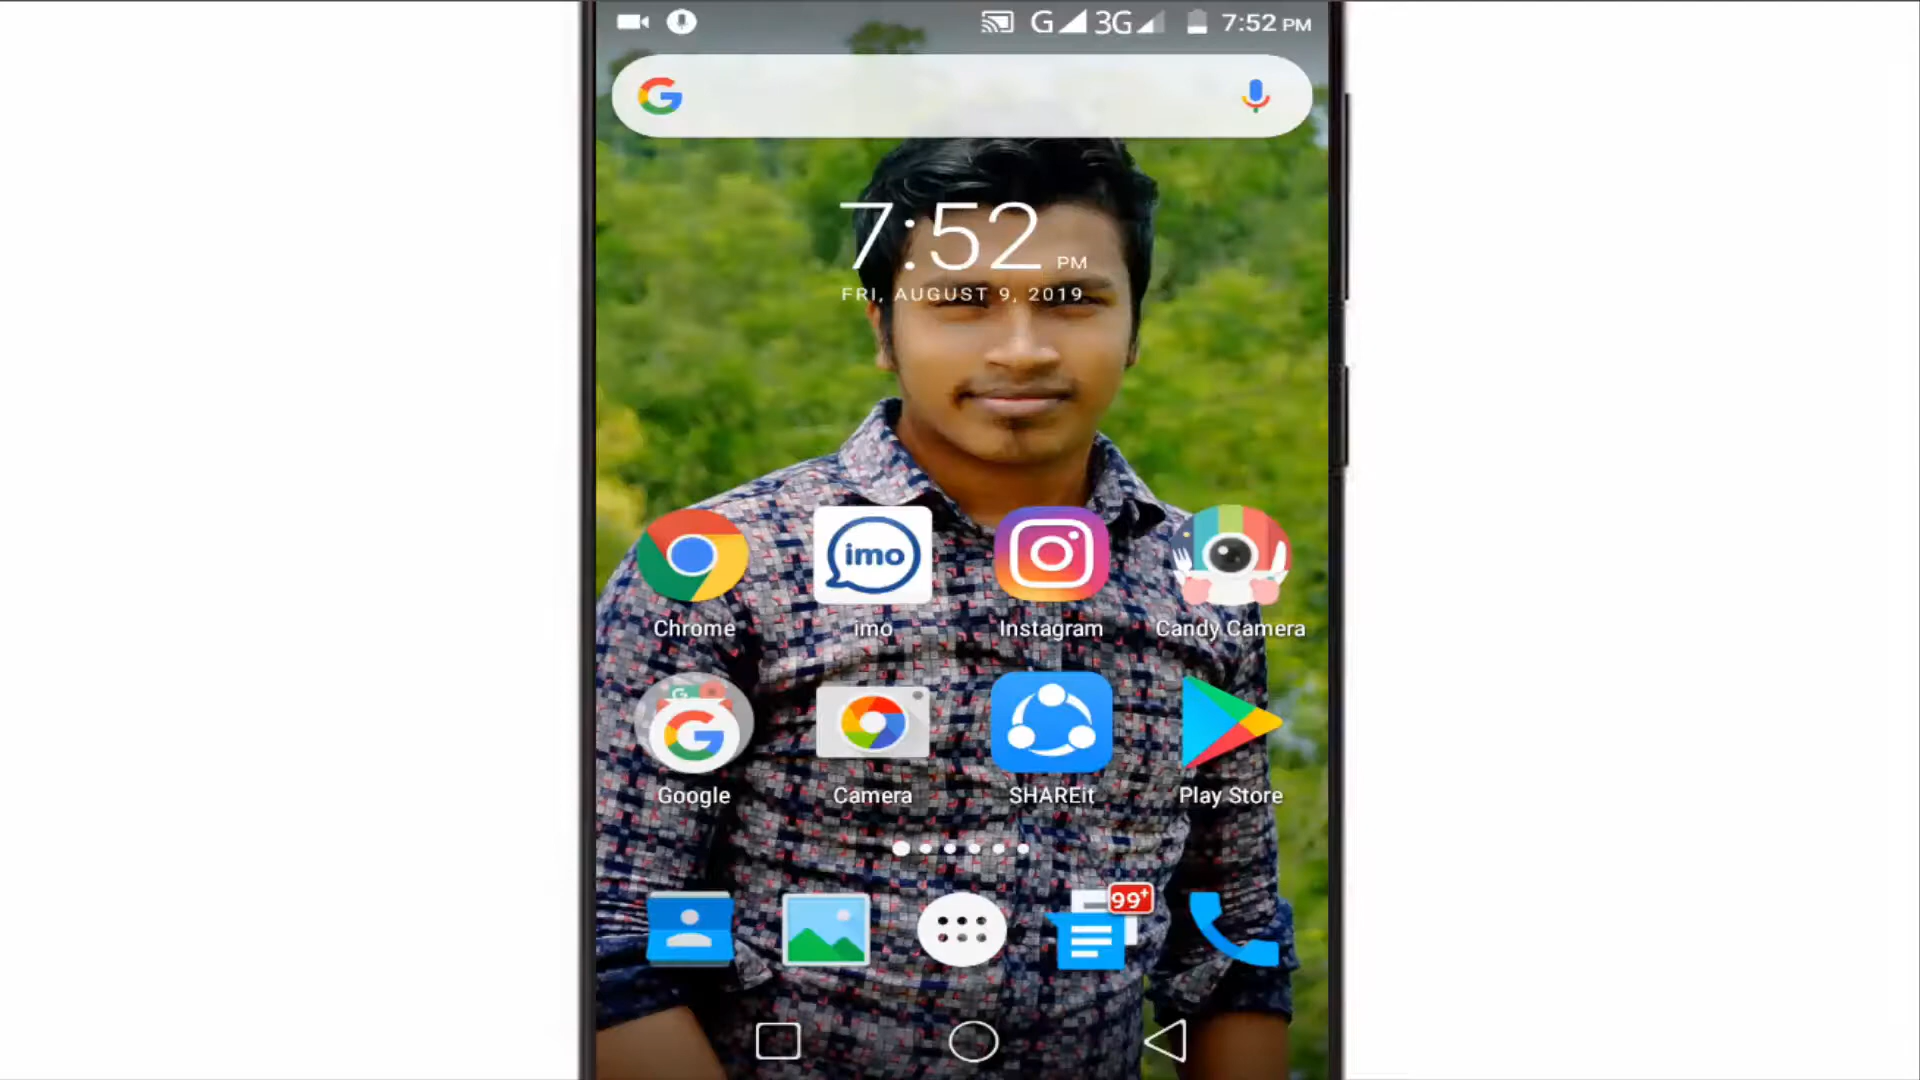 G 3G 7:52 PM
7:52 PM
FRI, AUGUST 9, 2019
imo
Chrome imo Instagram Candy Camera
Google Camera SHAREit Play Store
99+